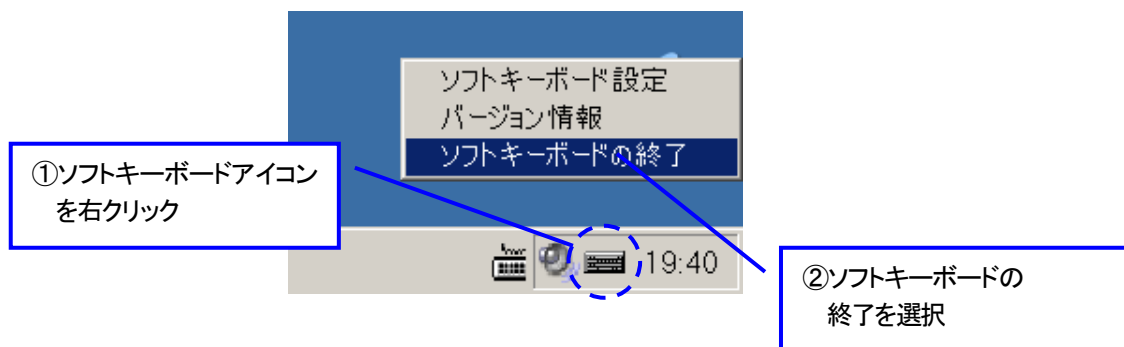 ソフトキーボード設定
バージョン情報
ソフトキーボードの終了
①ソフトキーボードアイコン
を右クリック
19:40
②ソフトキーボードの
終了を選択